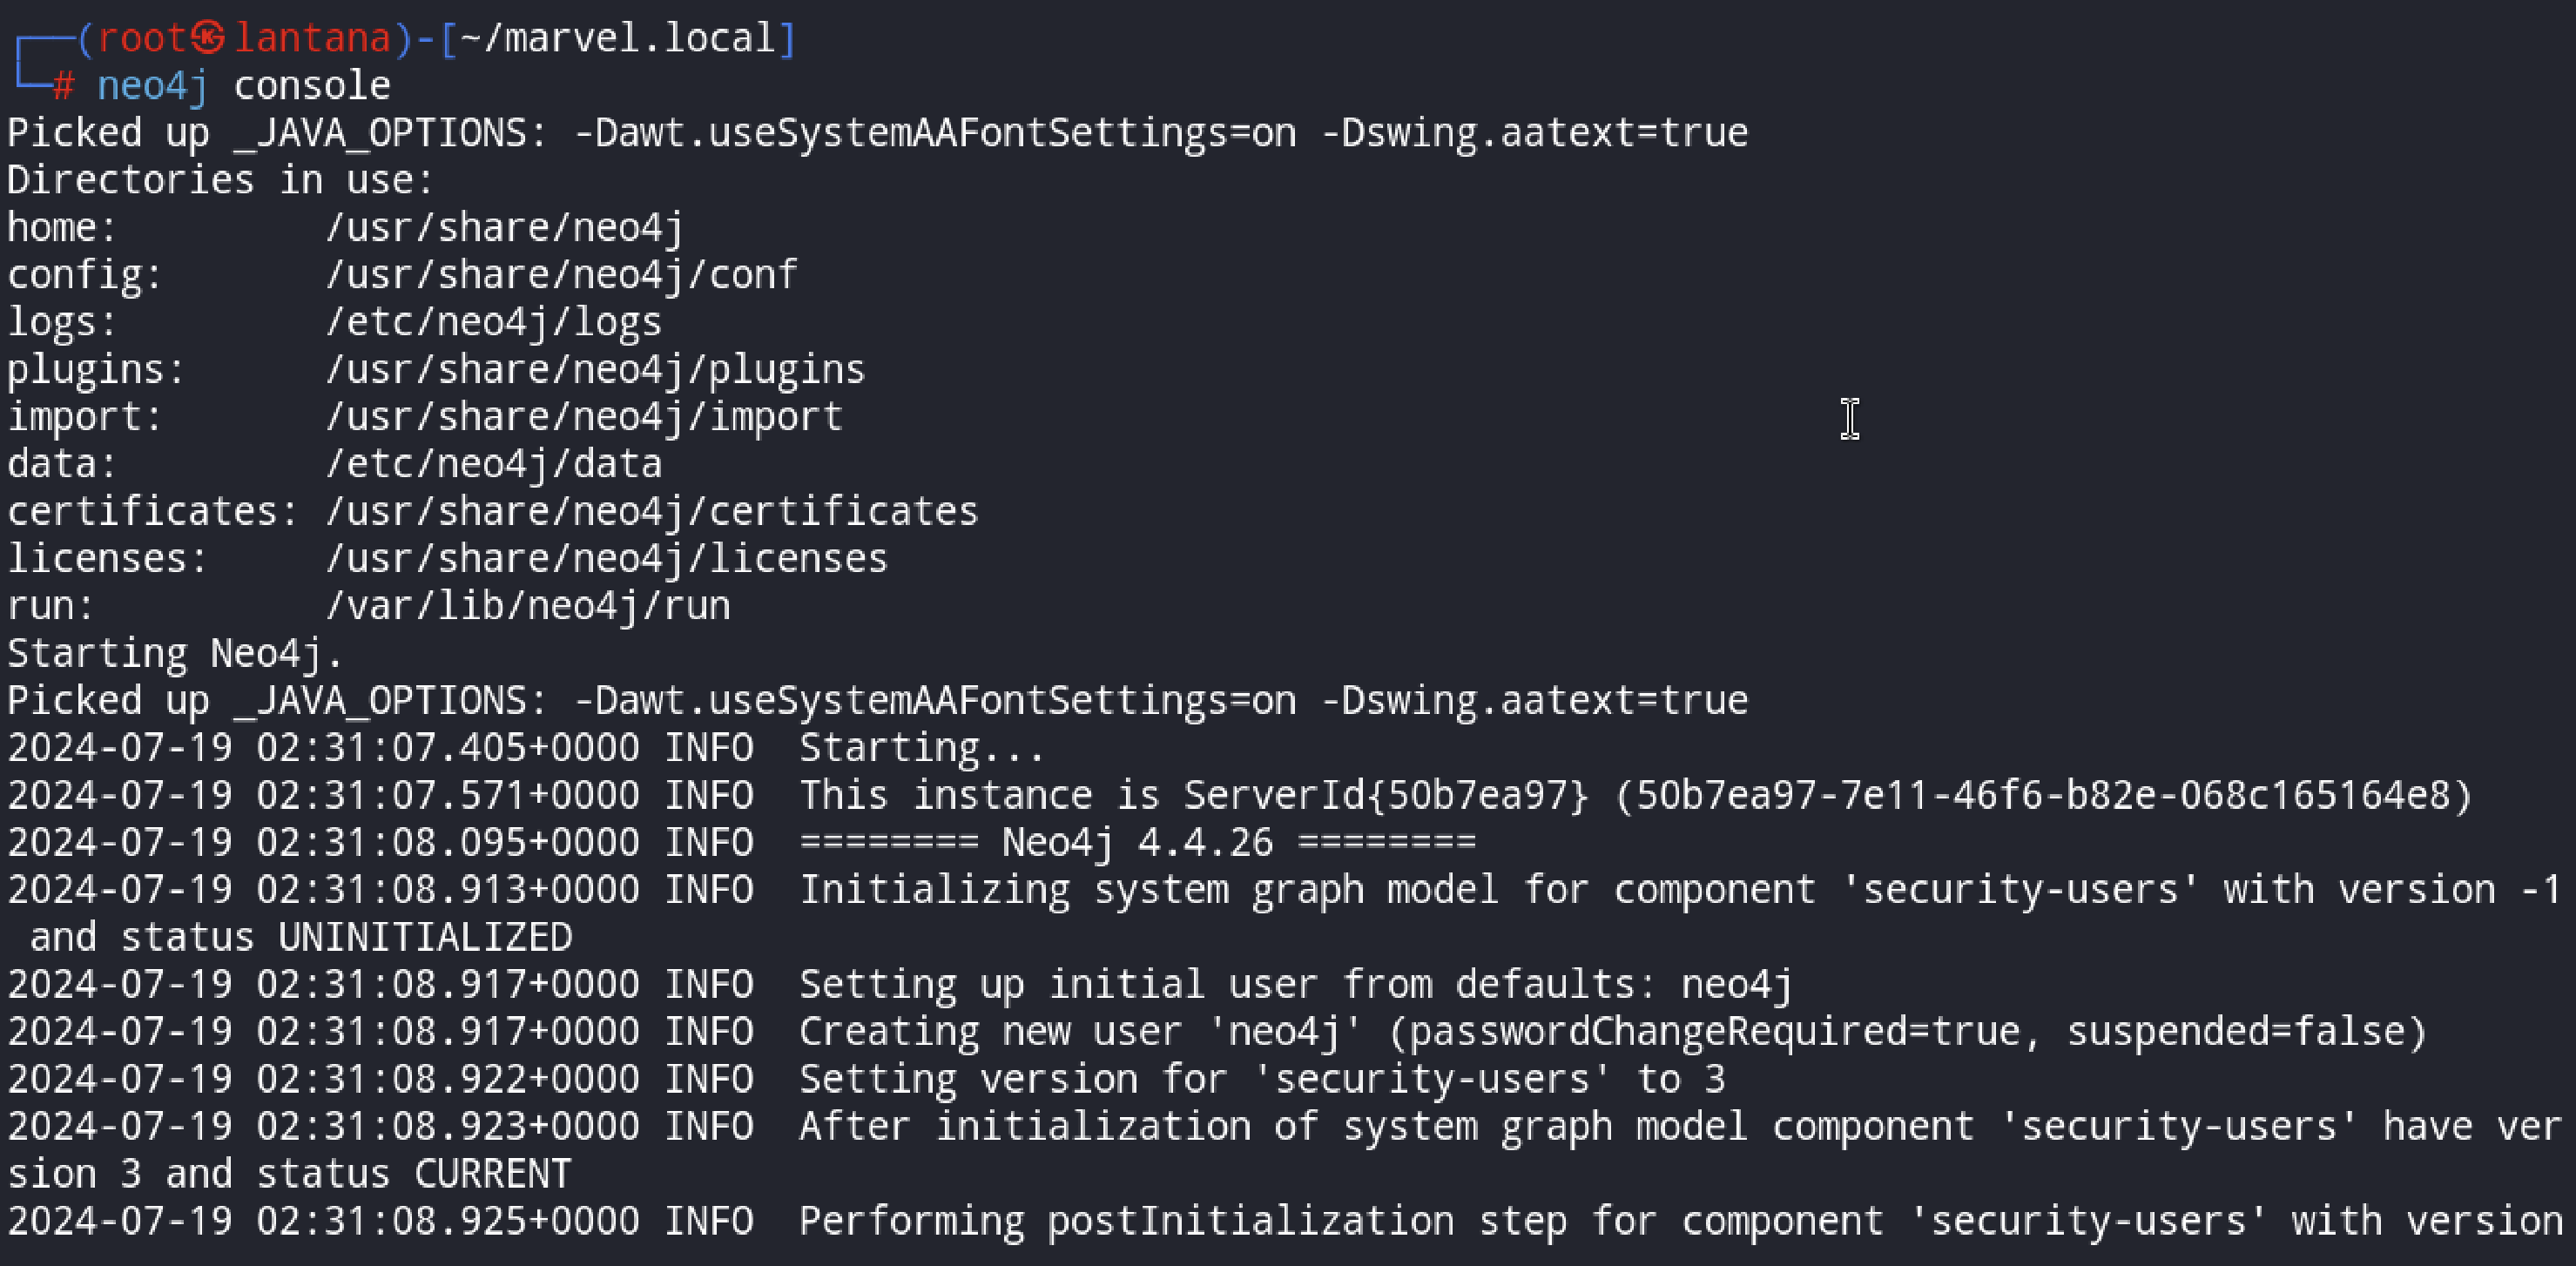 ┌──(root㉿lantana)-[~/marvel.local]
└─# neo4j console
Picked up _JAVA_OPTIONS: -Dawt.useSystemAAFontSettings=on -Dswing.aatext=true
Directories in use:
home:         /usr/share/neo4j
config:       /usr/share/neo4j/conf
logs:         /etc/neo4j/logs
plugins:      /usr/share/neo4j/plugins
import:       /usr/share/neo4j/import
data:         /etc/neo4j/data
certificates: /usr/share/neo4j/certificates
licenses:     /usr/share/neo4j/licenses
run:          /var/lib/neo4j/run
Starting Neo4j.
Picked up _JAVA_OPTIONS: -Dawt.useSystemAAFontSettings=on -Dswing.aatext=true
2024-07-19 02:31:07.405+0000 INFO  Starting...
2024-07-19 02:31:07.571+0000 INFO  This instance is ServerId{50b7ea97} (50b7ea97-7e11-46f6-b82e-068c165164e8)
2024-07-19 02:31:08.095+0000 INFO  ======== Neo4j 4.4.26 ========
2024-07-19 02:31:08.913+0000 INFO  Initializing system graph model for component 'security-users' with version -1
 and status UNINITIALIZED
2024-07-19 02:31:08.917+0000 INFO  Setting up initial user from defaults: neo4j
2024-07-19 02:31:08.917+0000 INFO  Creating new user 'neo4j' (passwordChangeRequired=true, suspended=false)
2024-07-19 02:31:08.922+0000 INFO  Setting version for 'security-users' to 3
2024-07-19 02:31:08.923+0000 INFO  After initialization of system graph model component 'security-users' have ver
sion 3 and status CURRENT
2024-07-19 02:31:08.925+0000 INFO  Performing postInitialization step for component 'security-users' with version